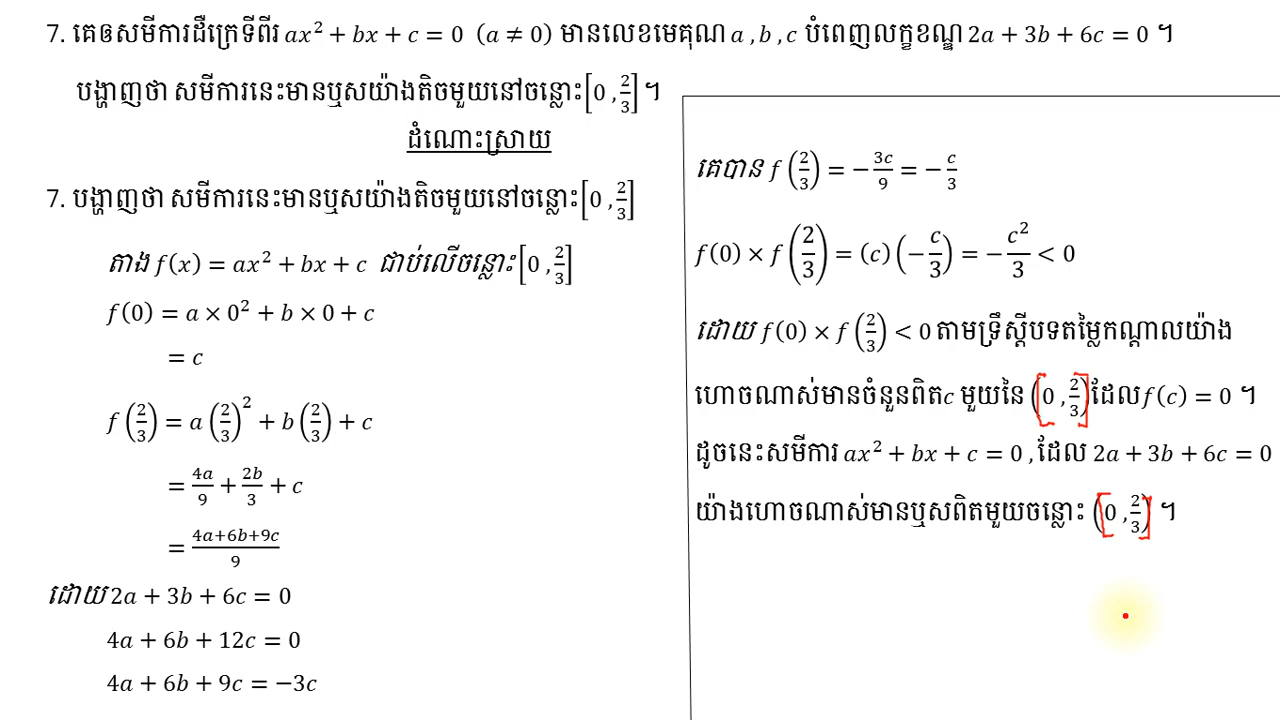 7. គេឲសមីការដឺក្រេទីពីរ ax² + bx + c = 0 (a ≠ 0) មានលេខមេគុណ a , b , c បំពេញលក្ខខណ្ឌ 2a + 3b + 6c = 0 ។
បង្ហាញថា សមីការនេះមានឬសយ៉ាងតិចមួយនៅចន្លោះ[0 , 2/3] ។
ដំណោះស្រាយ
7. បង្ហាញថា សមីការនេះមានឬសយ៉ាងតិចមួយនៅចន្លោះ[0 , 2/3]
តាង f(x) = ax² + bx + c ជាប់លើចន្លោះ[0 , 2/3]
f(0) = a × 0² + b × 0 + c
= c
f(2/3) = a(2/3)² + b(2/3) + c
= 4a/9 + 2b/3 + c
= (4a+6b+9c)/9
ដោយ 2a + 3b + 6c = 0
4a + 6b + 12c = 0
4a + 6b + 9c = −3c
គេបាន f(2/3) = −3c/9 = −c/3
f(0) × f(2/3) = (c)(−c/3) = −c²/3 < 0
ដោយ f(0) × f(2/3) < 0 តាមទ្រឹស្តីបទតម្លៃកណ្តាលយ៉ាង
ហោចណាស់មានចំនួនពិតc មួយនៃ [0 , 2/3] ដែល f(c) = 0 ។
ដូចនេះសមីការ ax² + bx + c = 0 ,ដែល 2a + 3b + 6c = 0
យ៉ាងហោចណាស់មានឬសពិតមួយចន្លោះ [0 , 2/3] ។